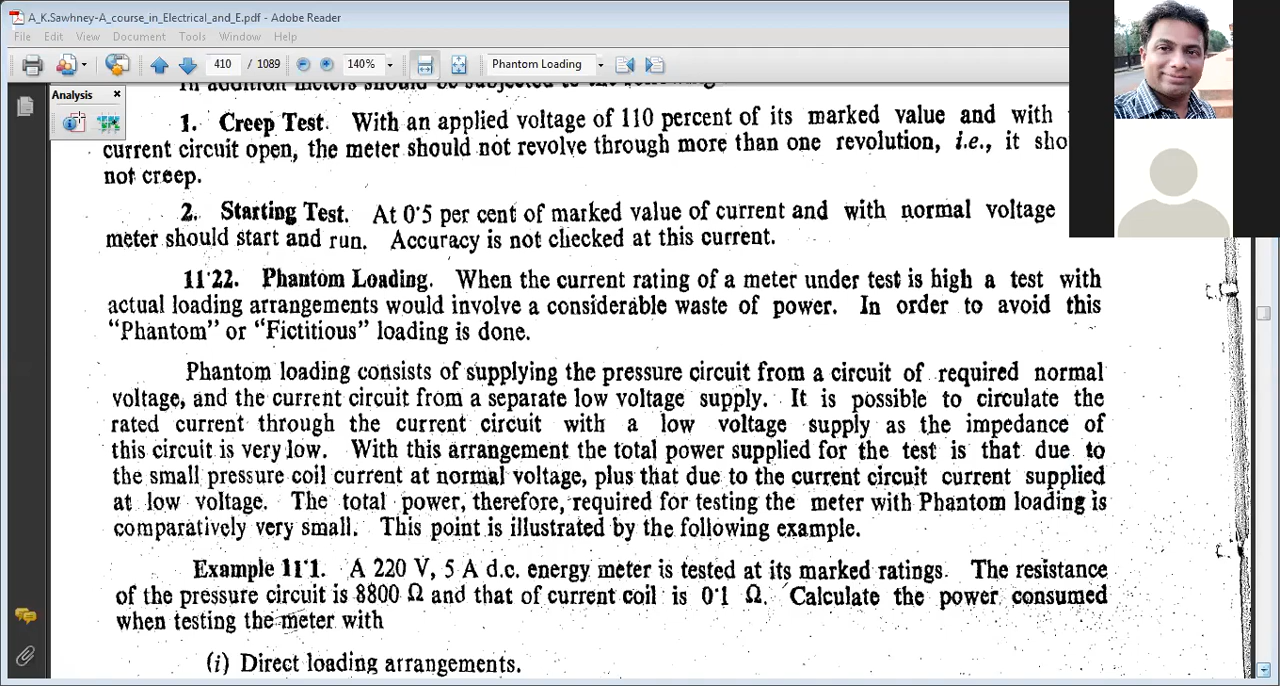 A_K.Sawhney-A_course_in_Electrical_and_E.pdf - Adobe Reader
File Edit View Document Tools Window Help
410 / 1089 140% Phantom Loading
Analysis
In addition meters should be subjected to the following
1. Creep Test. With an applied voltage of 110 percent of its marked value and with
current circuit open, the meter should not revolve through more than one revolution, i.e., it sho
not creep.
2. Starting Test. At 0·5 per cent of marked value of current and with normal voltage
meter should start and run. Accuracy is not checked at this current.
11·22. Phantom Loading. When the current rating of a meter under test is high a test with
actual loading arrangements would involve a considerable waste of power. In order to avoid this
“Phantom” or “Fictitious” loading is done.
Phantom loading consists of supplying the pressure circuit from a circuit of required normal
voltage, and the current circuit from a separate low voltage supply. It is possible to circulate the
rated current through the current circuit with a low voltage supply as the impedance of
this circuit is very low. With this arrangement the total power supplied for the test is that due to
the small pressure coil current at normal voltage, plus that due to the current circuit current supplied
at low voltage. The total power, therefore, required for testing the meter with Phantom loading is
comparatively very small. This point is illustrated by the following example.
Example 11·1. A 220 V, 5 A d.c. energy meter is tested at its marked ratings. The resistance
of the pressure circuit is 8800 Ω and that of current coil is 0·1 Ω. Calculate the power consumed
when testing the meter with
(i) Direct loading arrangements.